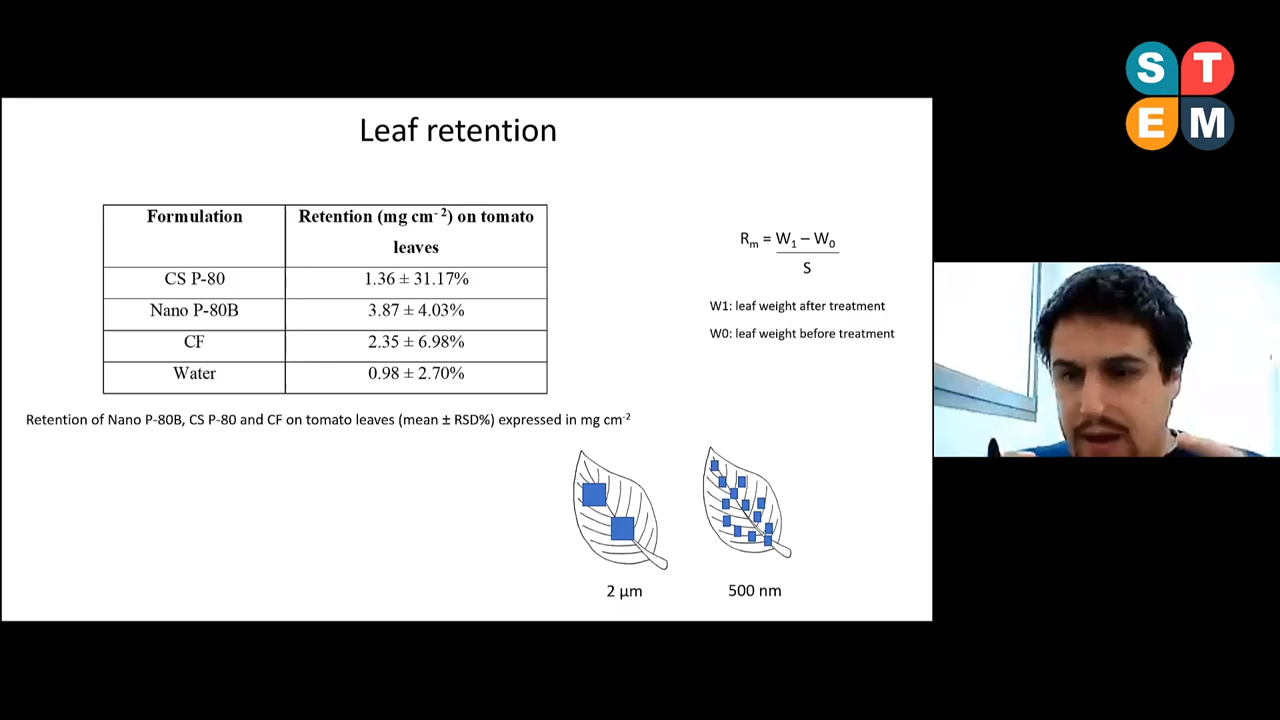 S T
E M
Leaf retention
Formulation Retention (mg cm- 2) on tomato
leaves
CS P-80 1.36 ± 31.17%
Nano P-80B 3.87 ± 4.03%
CF 2.35 ± 6.98%
Water 0.98 ± 2.70%
Retention of Nano P-80B, CS P-80 and CF on tomato leaves (mean ± RSD%) expressed in mg cm-2
Rm = W1 – W0
S
W1: leaf weight after treatment
W0: leaf weight before treatment
2 µm 500 nm